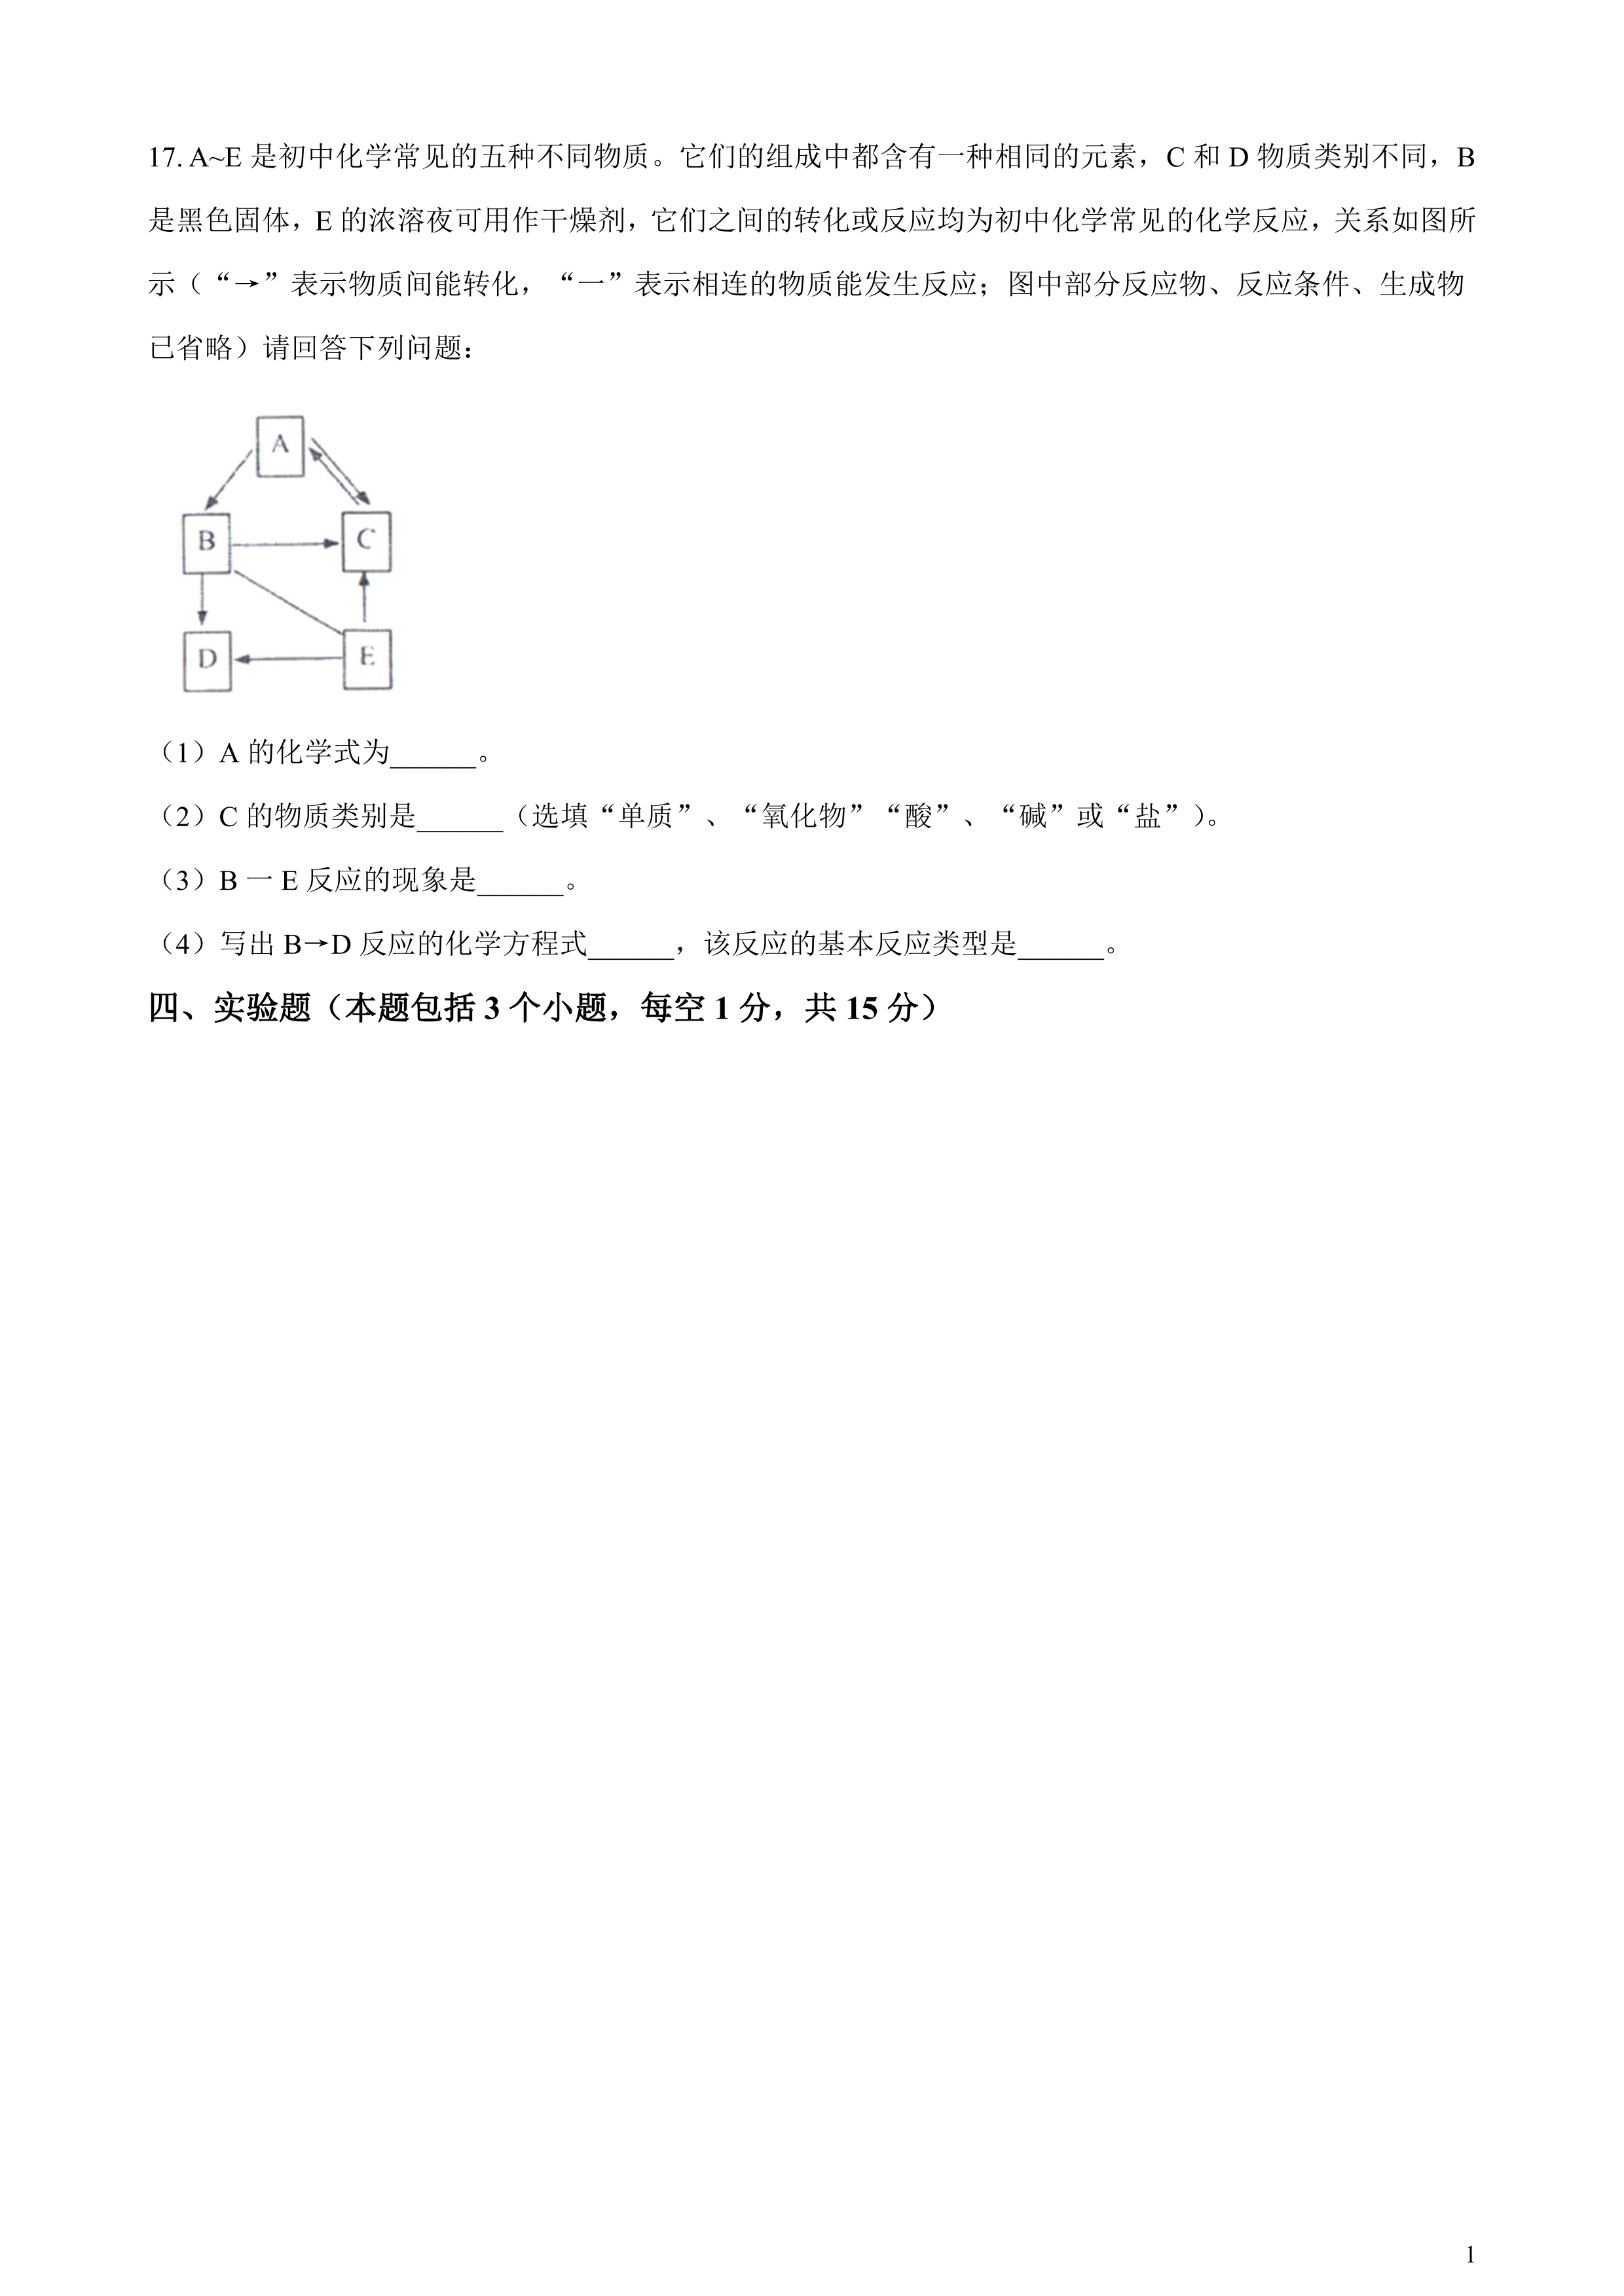 17. A~E 是初中化学常见的五种不同物质。它们的组成中都含有一种相同的元素，C 和 D 物质类别不同，B
是黑色固体，E 的浓溶夜可用作干燥剂，它们之间的转化或反应均为初中化学常见的化学反应，关系如图所
示（“→”表示物质间能转化，“一”表示相连的物质能发生反应；图中部分反应物、反应条件、生成物
已省略）请回答下列问题：
A
B
C
D
E
（1）A 的化学式为______。
（2）C 的物质类别是______（选填“单质”、“氧化物”“酸”、“碱”或“盐”）。
（3）B 一 E 反应的现象是______。
（4）写出 B→D 反应的化学方程式______，该反应的基本反应类型是______。
四、实验题（本题包括 3 个小题，每空 1 分，共 15 分）
1